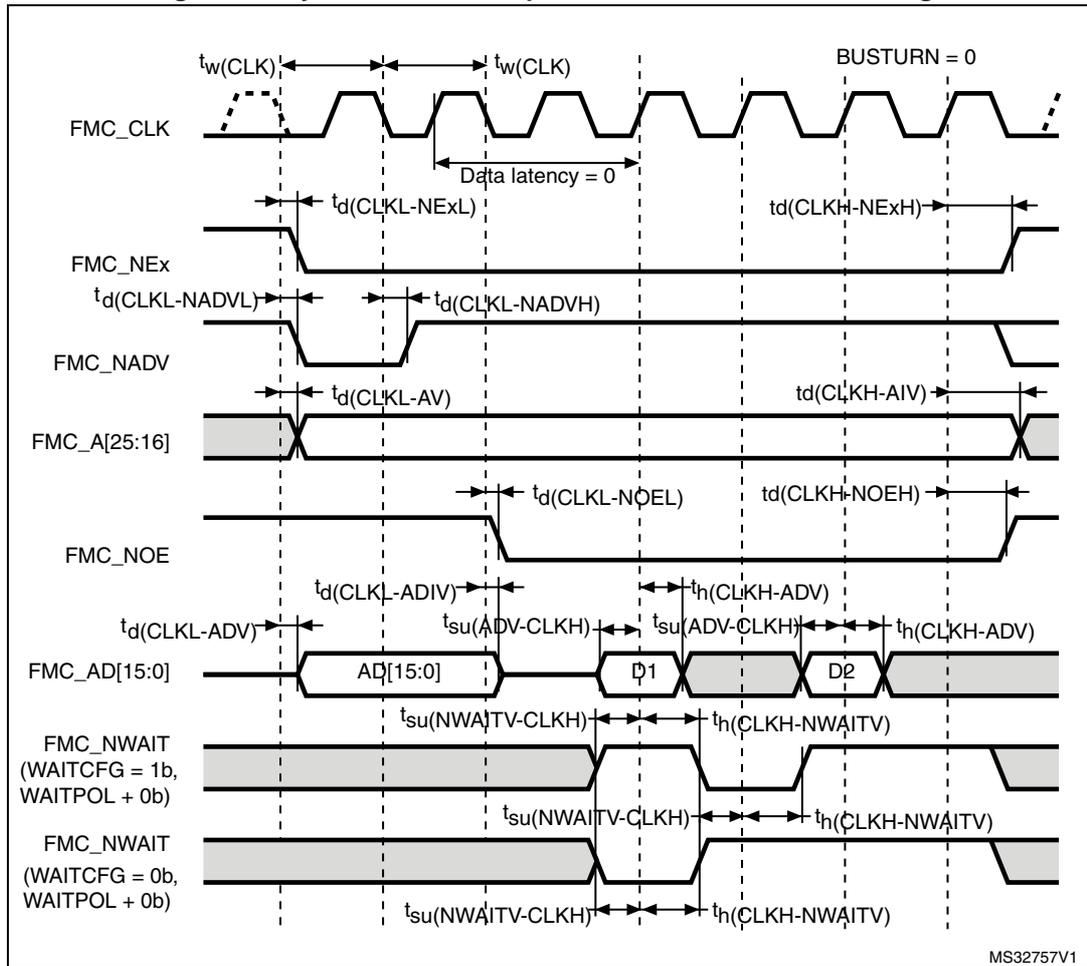 tw(CLK) tw(CLK) BUSTURN = 0
FMC_CLK
Data latency = 0
td(CLKL-NExL) td(CLKH-NExH)
FMC_NEx
td(CLKL-NADVL) td(CLKL-NADVH)
FMC_NADV
td(CLKL-AV) td(CLKH-AIV)
FMC_A[25:16]
td(CLKL-NOEL) td(CLKH-NOEH)
FMC_NOE
td(CLKL-ADIV) th(CLKH-ADV)
td(CLKL-ADV) tsu(ADV-CLKH) tsu(ADV-CLKH) th(CLKH-ADV)
FMC_AD[15:0] AD[15:0] D1 D2
tsu(NWAITV-CLKH) th(CLKH-NWAITV)
FMC_NWAIT
(WAITCFG = 1b,
WAITPOL + 0b)
tsu(NWAITV-CLKH) th(CLKH-NWAITV)
FMC_NWAIT
(WAITCFG = 0b,
WAITPOL + 0b)
tsu(NWAITV-CLKH) th(CLKH-NWAITV)
MS32757V1